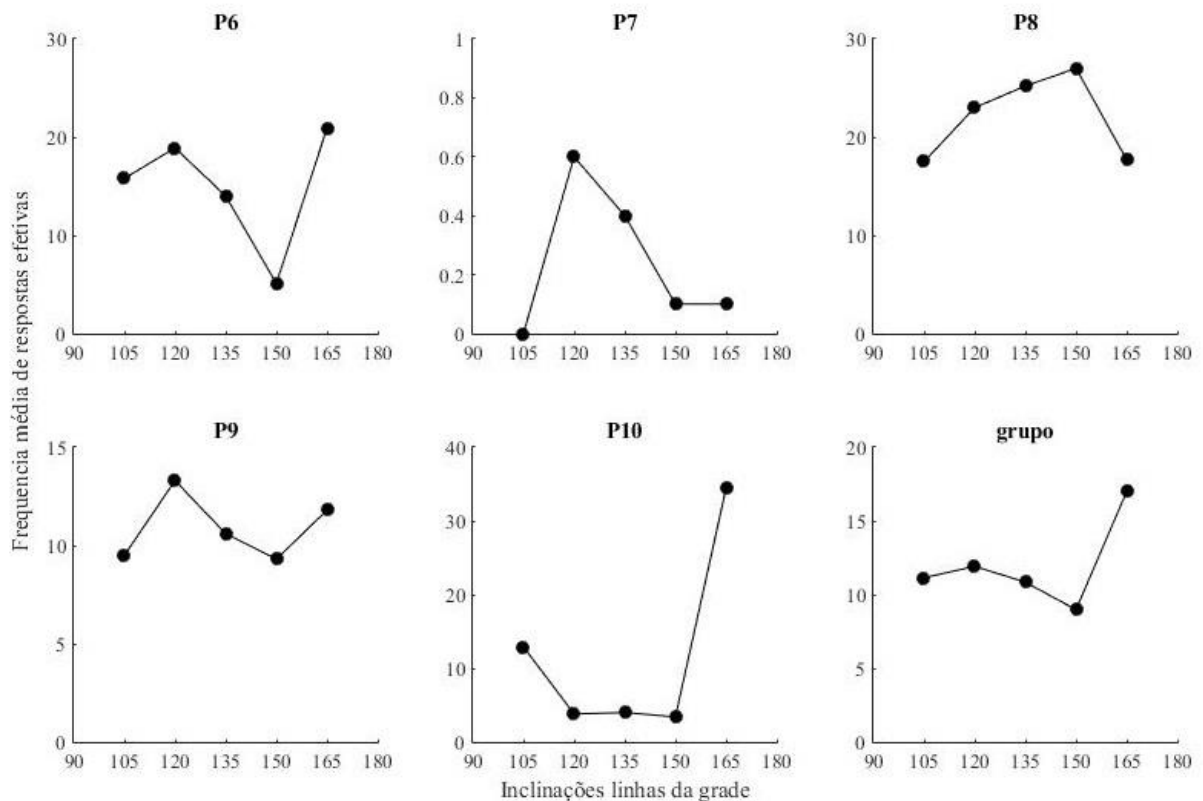 P6
P7
P8
30
20
10
0
90 105 120 135 150 165 180
1
0.8
0.6
0.4
0.2
0
90 105 120 135 150 165 180
30
20
10
0
90 105 120 135 150 165 180
Frequencia média de respostas efetivas
P9
P10
grupo
15
10
5
0
90 105 120 135 150 165 180
40
30
20
10
0
90 105 120 135 150 165 180
20
15
10
5
0
90 105 120 135 150 165 180
Inclinações linhas da grade